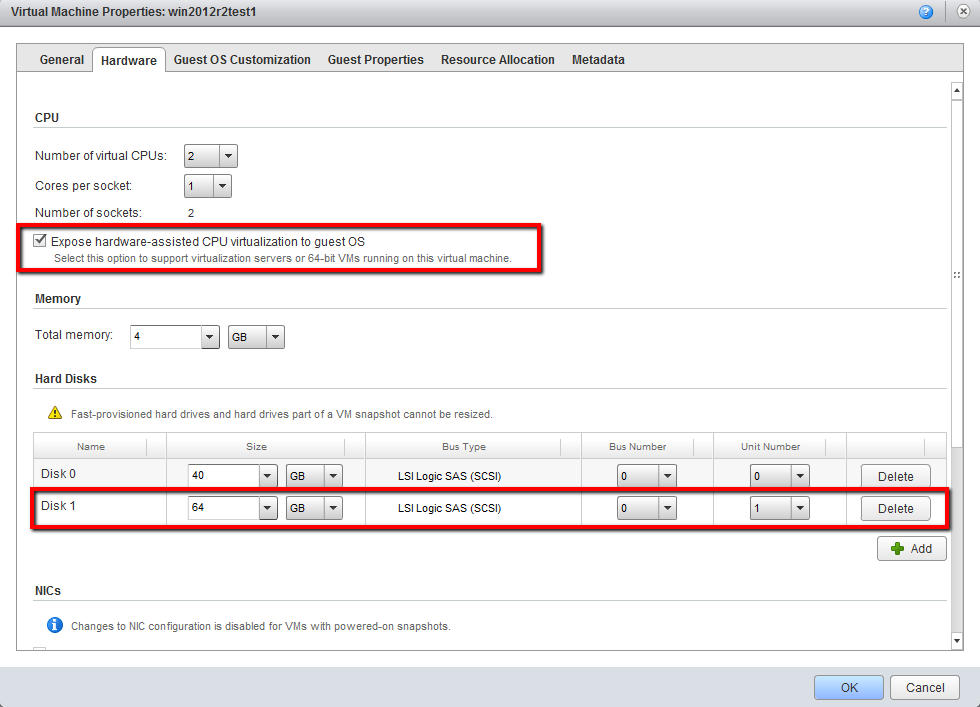 Virtual Machine Properties: win2012r2test1
?
General Hardware Guest OS Customization Guest Properties Resource Allocation Metadata
CPU
Number of virtual CPUs: 2
Cores per socket: 1
Number of sockets: 2
Expose hardware-assisted CPU virtualization to guest OS
Select this option to support virtualization servers or 64-bit VMs running on this virtual machine.
Memory
Total memory: 4 GB
Hard Disks
Fast-provisioned hard drives and hard drives part of a VM snapshot cannot be resized.
Name Size Bus Type Bus Number Unit Number
Disk 0 40 GB LSI Logic SAS (SCSI) 0 0 Delete
Disk 1 64 GB LSI Logic SAS (SCSI) 0 1 Delete
Add
NICs
Changes to NIC configuration is disabled for VMs with powered-on snapshots.
OK Cancel